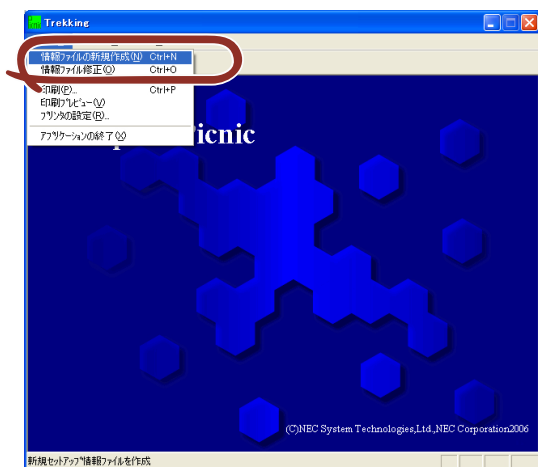 Trekking
情報ファイルの新規作成(N) Ctrl+N
情報ファイル修正(O) Ctrl+O
印刷(P)... Ctrl+P
印刷プレビュー(V)
プリンタの設定(R)...
アプリケーションの終了(X)
icnic
(C)NEC System Technologies,Ltd.,NEC Corporation2006
新規セットアップ情報ファイルを作成